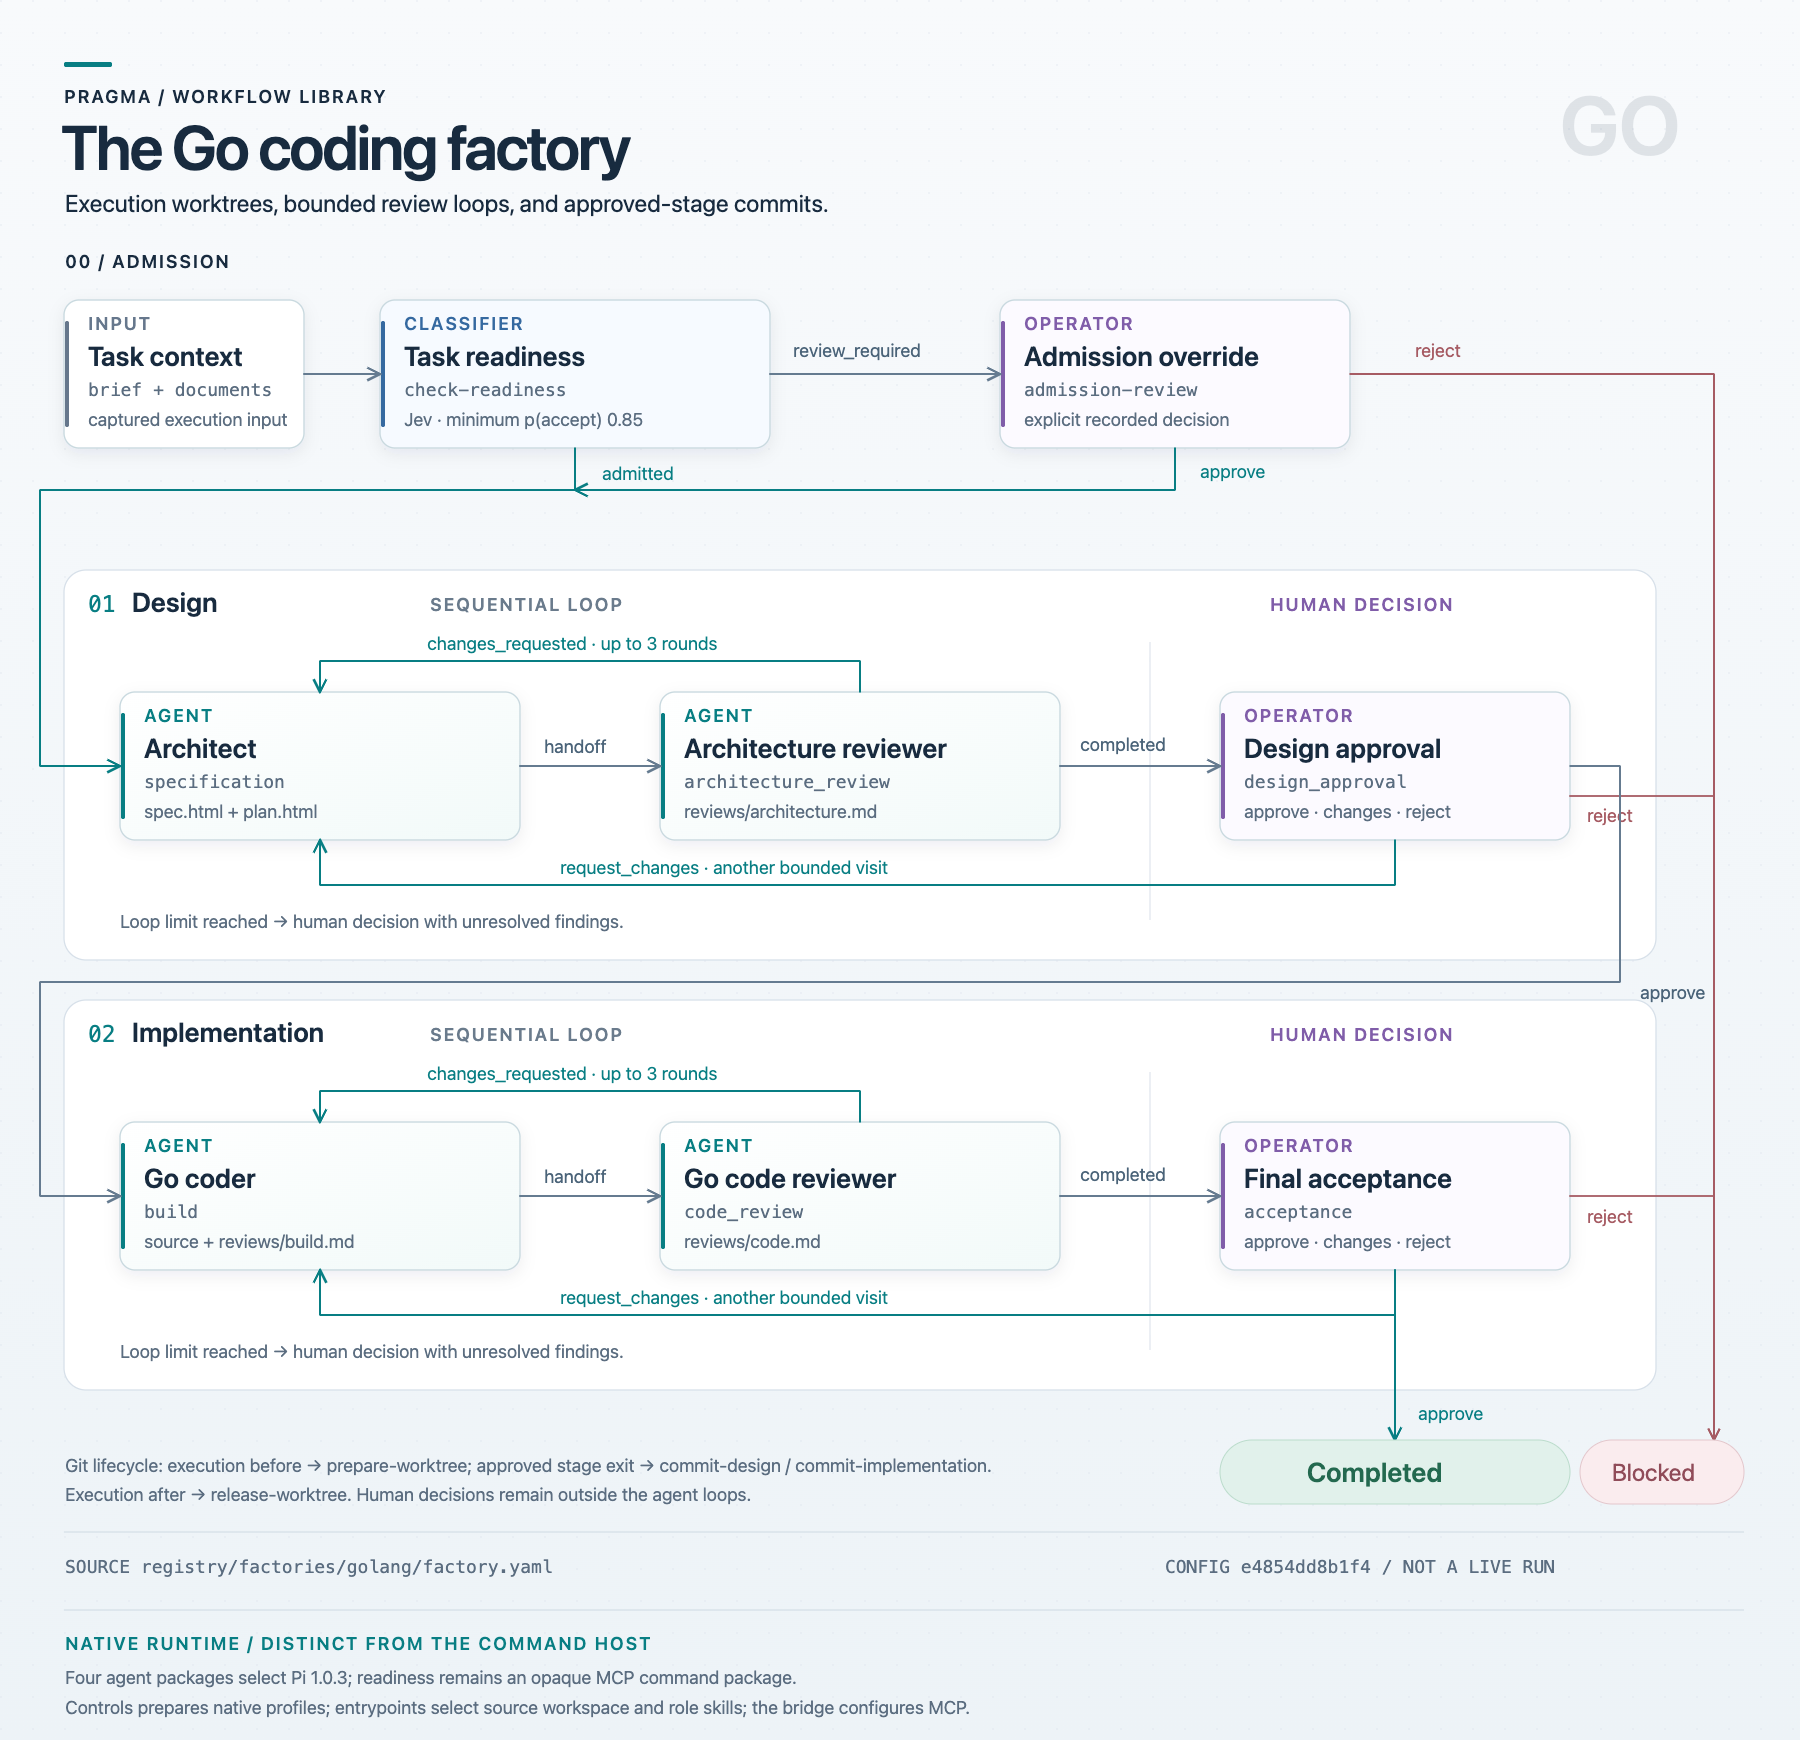 PRAGMA / WORKFLOW LIBRARY
The Go coding factory
GO
Execution worktrees, bounded review loops, and approved-stage commits.
00 / ADMISSION
INPUT
Task context
brief + documents
captured execution input
CLASSIFIER
Task readiness
check-readiness
Jev · minimum p(accept) 0.85
review_required
OPERATOR
Admission override
admission-review
explicit recorded decision
reject
admitted
approve
01 Design
SEQUENTIAL LOOP
HUMAN DECISION
changes_requested · up to 3 rounds
AGENT
Architect
specification
spec.html + plan.html
handoff
AGENT
Architecture reviewer
architecture_review
reviews/architecture.md
completed
OPERATOR
Design approval
design_approval
approve · changes · reject
reject
request_changes · another bounded visit
Loop limit reached → human decision with unresolved findings.
approve
02 Implementation
SEQUENTIAL LOOP
HUMAN DECISION
changes_requested · up to 3 rounds
AGENT
Go coder
build
source + reviews/build.md
handoff
AGENT
Go code reviewer
code_review
reviews/code.md
completed
OPERATOR
Final acceptance
acceptance
approve · changes · reject
reject
request_changes · another bounded visit
Loop limit reached → human decision with unresolved findings.
approve
Completed
Blocked
Git lifecycle: execution before → prepare-worktree; approved stage exit → commit-design / commit-implementation.
Execution after → release-worktree. Human decisions remain outside the agent loops.
SOURCE registry/factories/golang/factory.yaml
CONFIG e4854dd8b1f4 / NOT A LIVE RUN
NATIVE RUNTIME / DISTINCT FROM THE COMMAND HOST
Four agent packages select Pi 1.0.3; readiness remains an opaque MCP command package.
Controls prepares native profiles; entrypoints select source workspace and role skills; the bridge configures MCP.